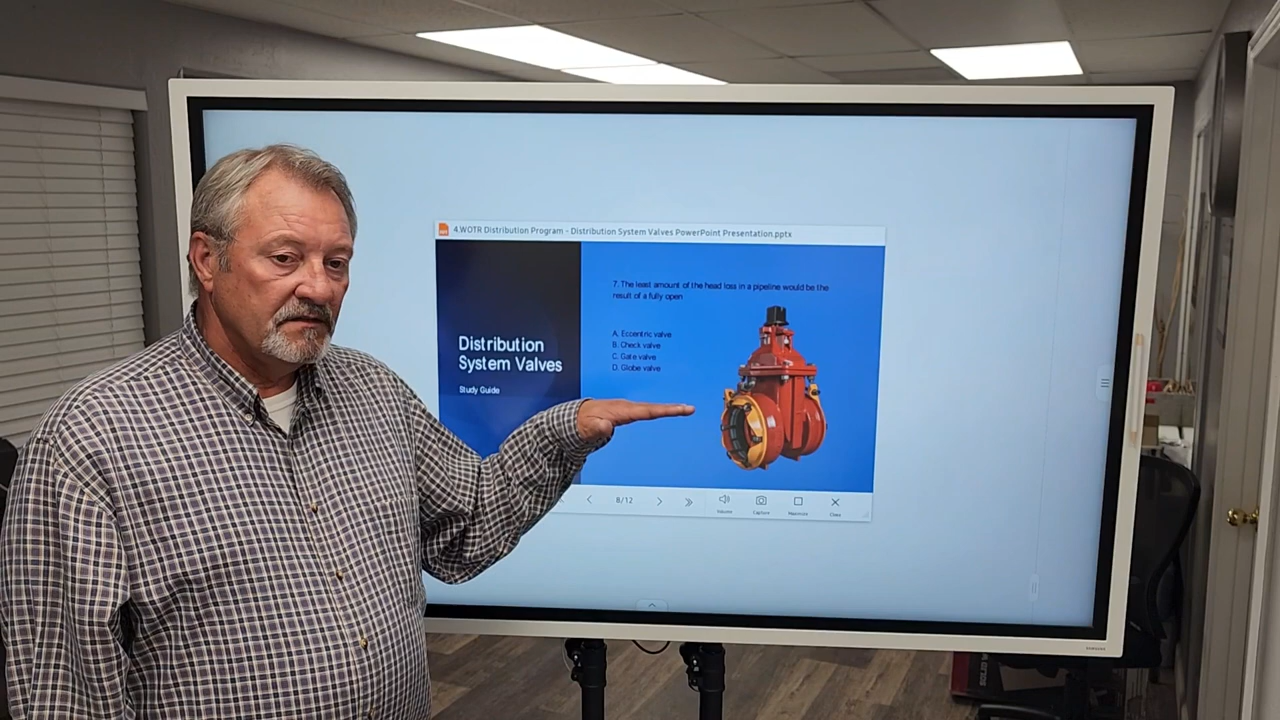 4.WOTR Distribution Program - Distribution System Valves PowerPoint Presentation.pptx
Distribution
System Valves
Study Guide
7. The least amount of the head loss in a pipeline would be the
result of a fully open
A. Eccentric valve
B. Check valve
C. Gate valve
D. Globe valve
8/12
Volume
Capture
Maximize
Close
SAMSUNG